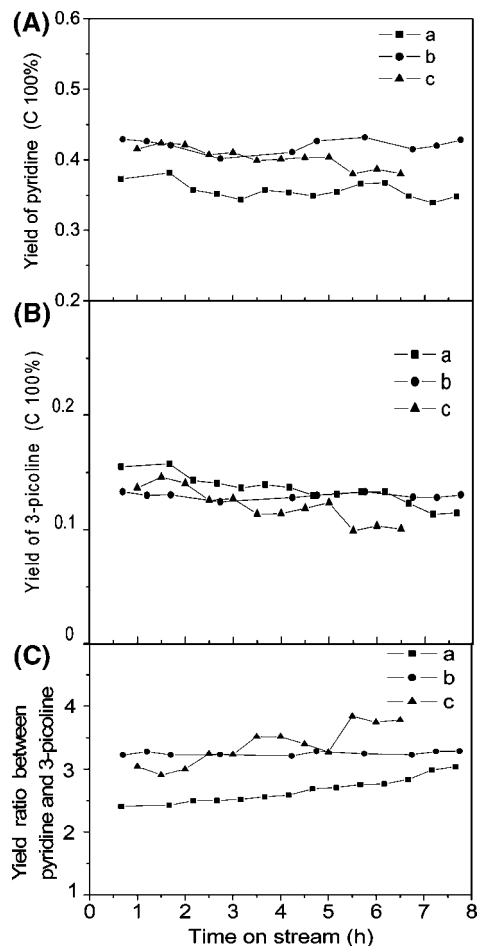 (A)
0.6
0.5
0.4
0.3
0.2
Yield of pyridine (C 100%)
a
b
c
(B)
0.2
0.1
0
Yield of 3-picoline (C 100%)
a
b
c
(C)
4
3
2
1
Yield ratio between
pyridine and 3-picoline
a
b
c
0 1 2 3 4 5 6 7 8
Time on stream (h)